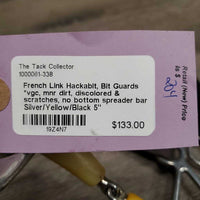 The Tack Collector
1000081-338
French Link Hackabit, Bit Guards
*vgc, mnr dirt, discolored &
scratches, no bottom spreader bar
Silver/Yellow/Black 5"
19Z4N7
$133.00
Retail (New) Price
is $
204